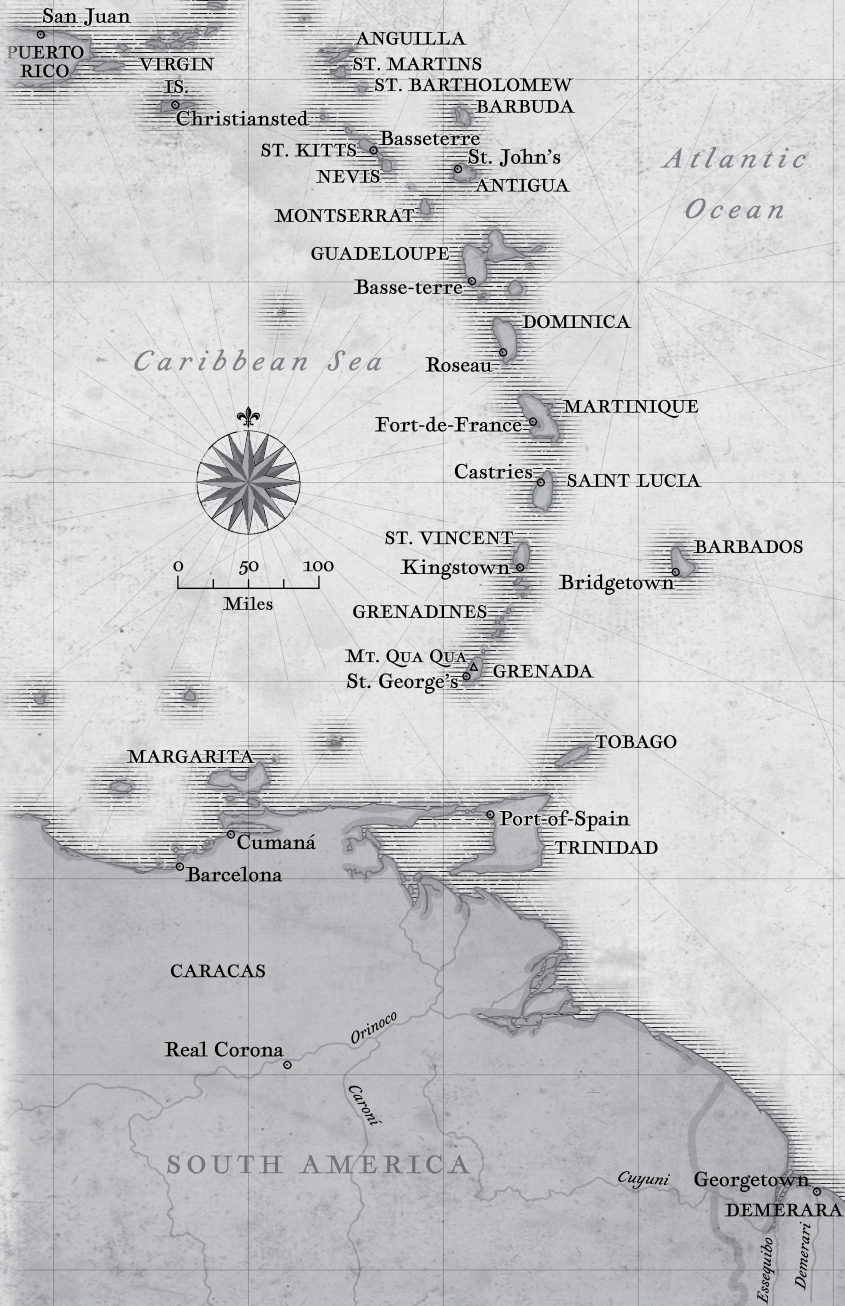 San Juan
PUERTO
RICO
VIRGIN
IS.
Christiansted
ANGUILLA
ST. MARTINS
ST. BARTHOLOMEW
BARBUDA
Basseterre
ST. KITTS
St. John's
NEVIS
ANTIGUA
Atlantic
Ocean
MONTSERRAT
GUADELOUPE
Basse-terre
DOMINICA
Roseau
Caribbean Sea
MARTINIQUE
Fort-de-France
Castries
SAINT LUCIA
ST. VINCENT
Kingstown
BARBADOS
Bridgetown
0 50 100
Miles
GRENADINES
MT. QUA QUA
St. George's
GRENADA
TOBAGO
MARGARITA
Port-of-Spain
TRINIDAD
Cumaná
Barcelona
CARACAS
Orinoco
Real Corona
Caroní
SOUTH AMERICA
Cuyuni
Georgetown
DEMERARA
Essequibo
Demerari